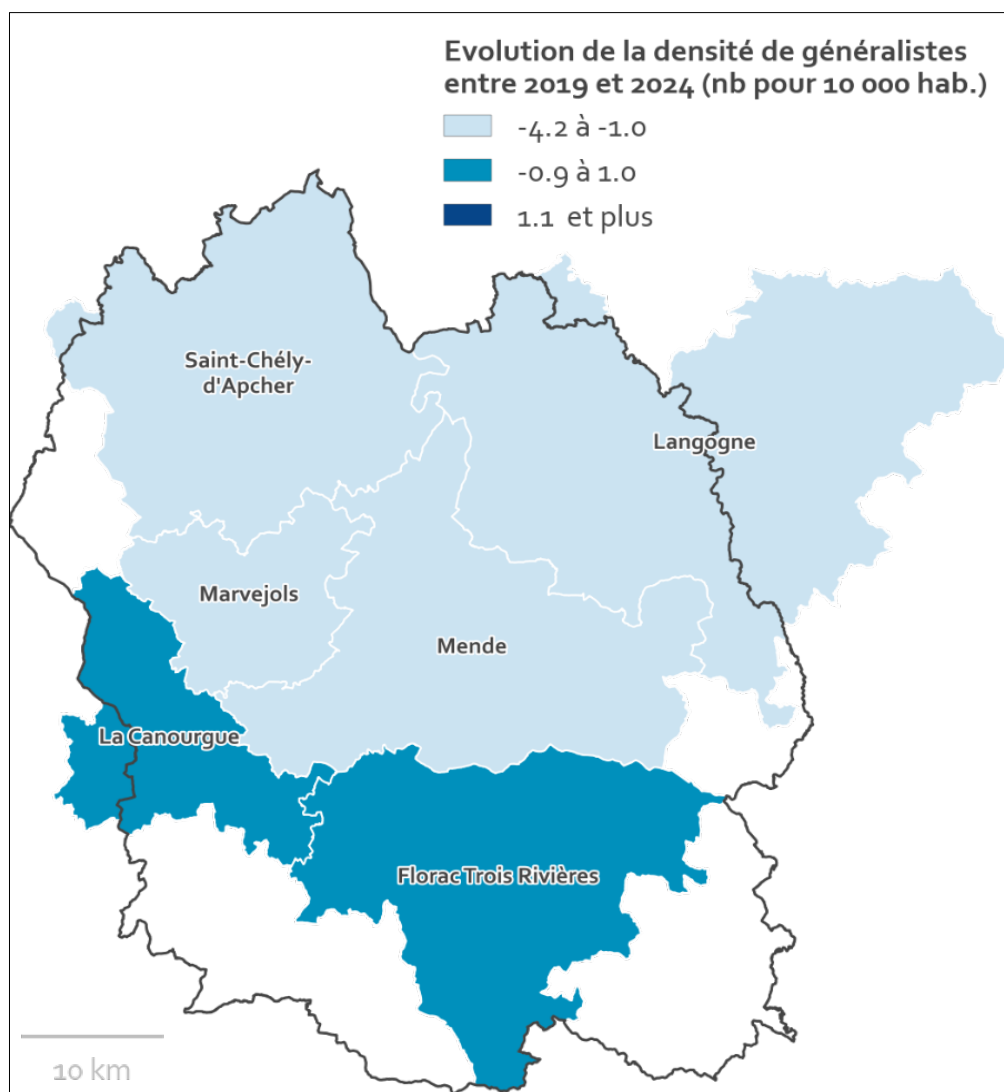 Evolution de la densité de généralistes
entre 2019 et 2024 (nb pour 10 000 hab.)
-4.2 à -1.0
-0.9 à 1.0
1.1 et plus
Saint-Chély-
d'Apcher
Langogne
Marvejols
Mende
La Canourgue
Florac Trois Rivières
10 km